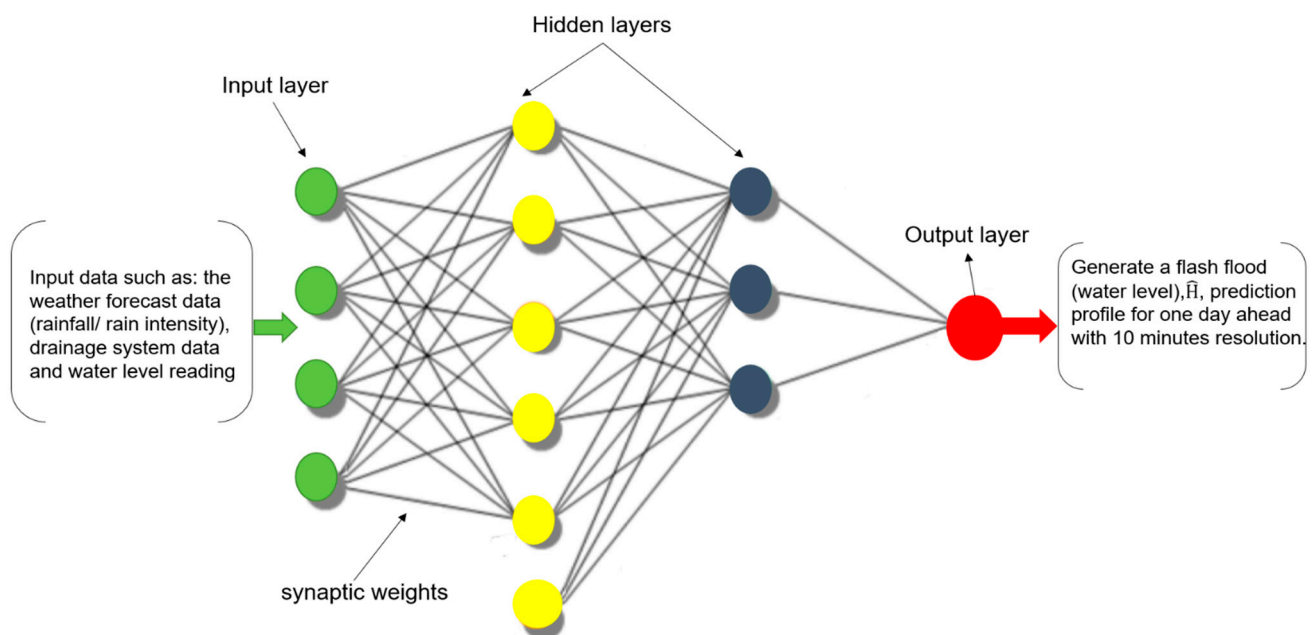 Hidden layers
Input layer
Output layer
Input data such as: the
weather forecast data
(rainfall/ rain intensity),
drainage system data
and water level reading
Generate a flash flood
(water level),Ĥ, prediction
profile for one day ahead
with 10 minutes resolution.
synaptic weights